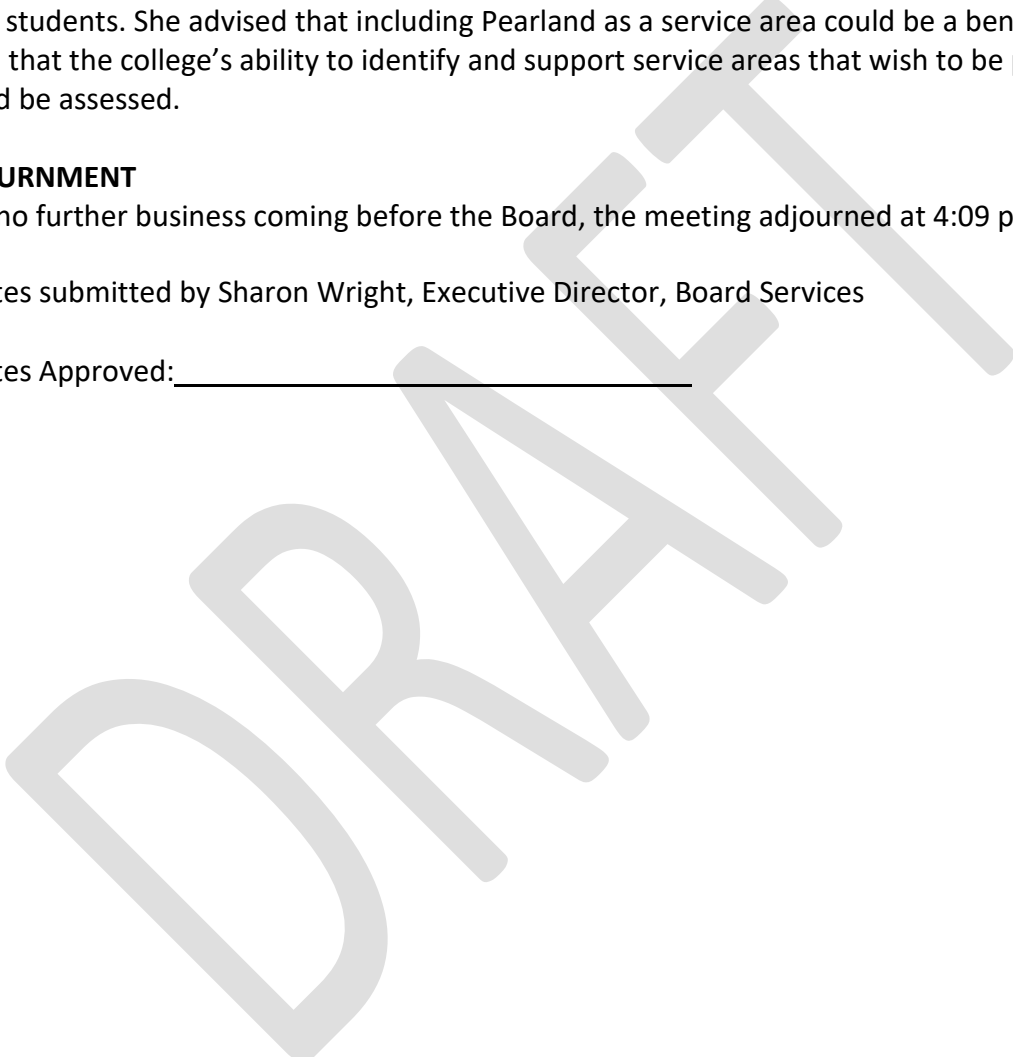 students. She advised that including Pearland as a service area could be a ben
that the college's ability to identify and support service areas that wish to be
d be assessed.
URNMENT
no further business coming before the Board, the meeting adjourned at 4:09 p
tes submitted by Sharon Wright, Executive Director, Board Services
tes Approved:
DRAFT